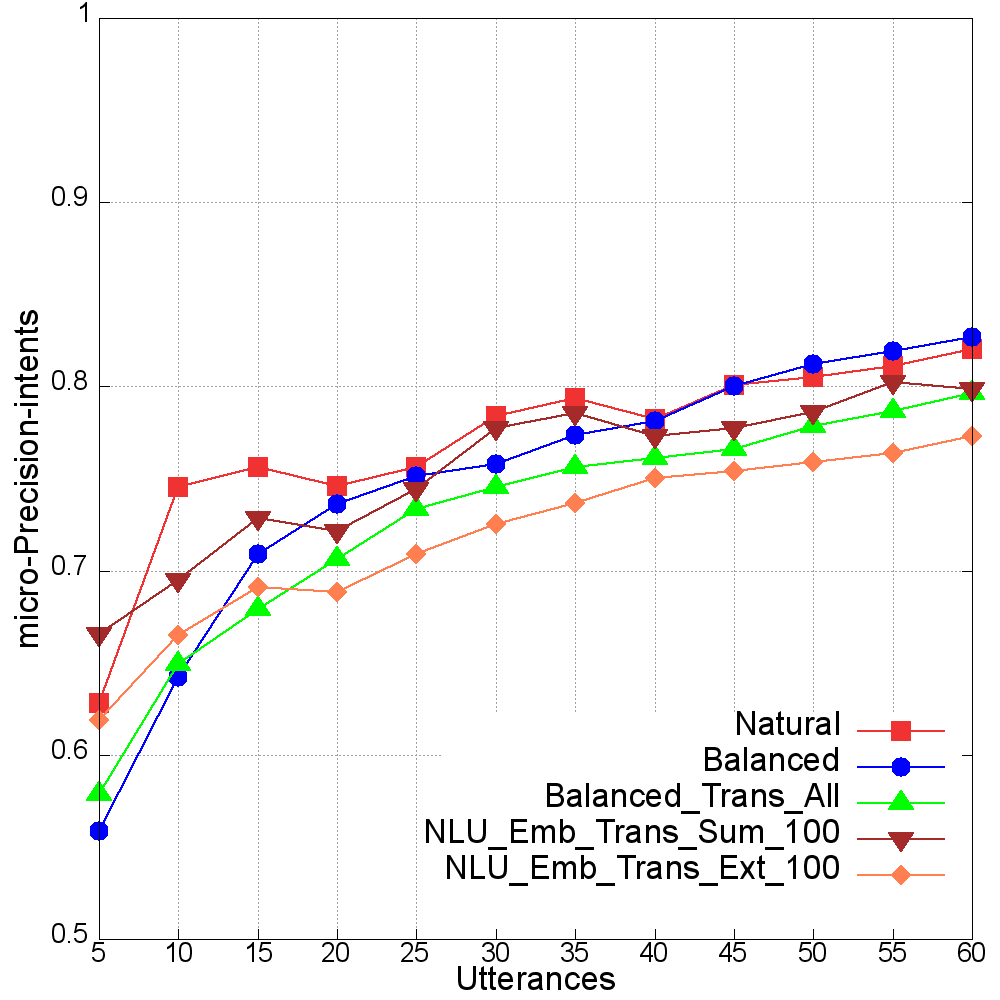 1
0.9
0.8
0.7
0.6
0.5
micro-Precision-intents
Natural
Balanced
Balanced_Trans_All
NLU_Emb_Trans_Sum_100
NLU_Emb_Trans_Ext_100
5 10 15 20 25 30 35 40 45 50 55 60
Utterances